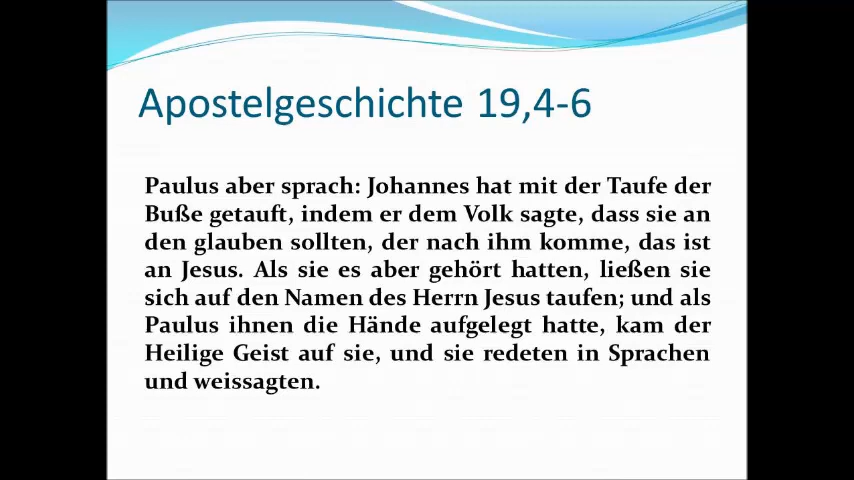 Apostelgeschichte 19,4-6
Paulus aber sprach: Johannes hat mit der Taufe der
Buße getauft, indem er dem Volk sagte, dass sie an
den glauben sollten, der nach ihm komme, das ist
an Jesus. Als sie es aber gehört hatten, ließen sie
sich auf den Namen des Herrn Jesus taufen; und als
Paulus ihnen die Hände aufgelegt hatte, kam der
Heilige Geist auf sie, und sie redeten in Sprachen
und weissagten.